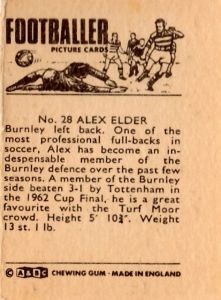 FOOTBALLER
PICTURE CARDS
No. 28 ALEX ELDER
Burnley left back. One of the
most professional full-backs in
soccer, Alex has become an in-
despensable member of the
Burnley defence over the past few
seasons. A member of the Burnley
side beaten 3-1 by Tottenham in
the 1962 Cup Final, he is a great
favourite with the Turf Moor
crowd. Height 5' 10¾". Weight
13 st. 1 lb.
© A&BC CHEWING GUM - MADE IN ENGLAND